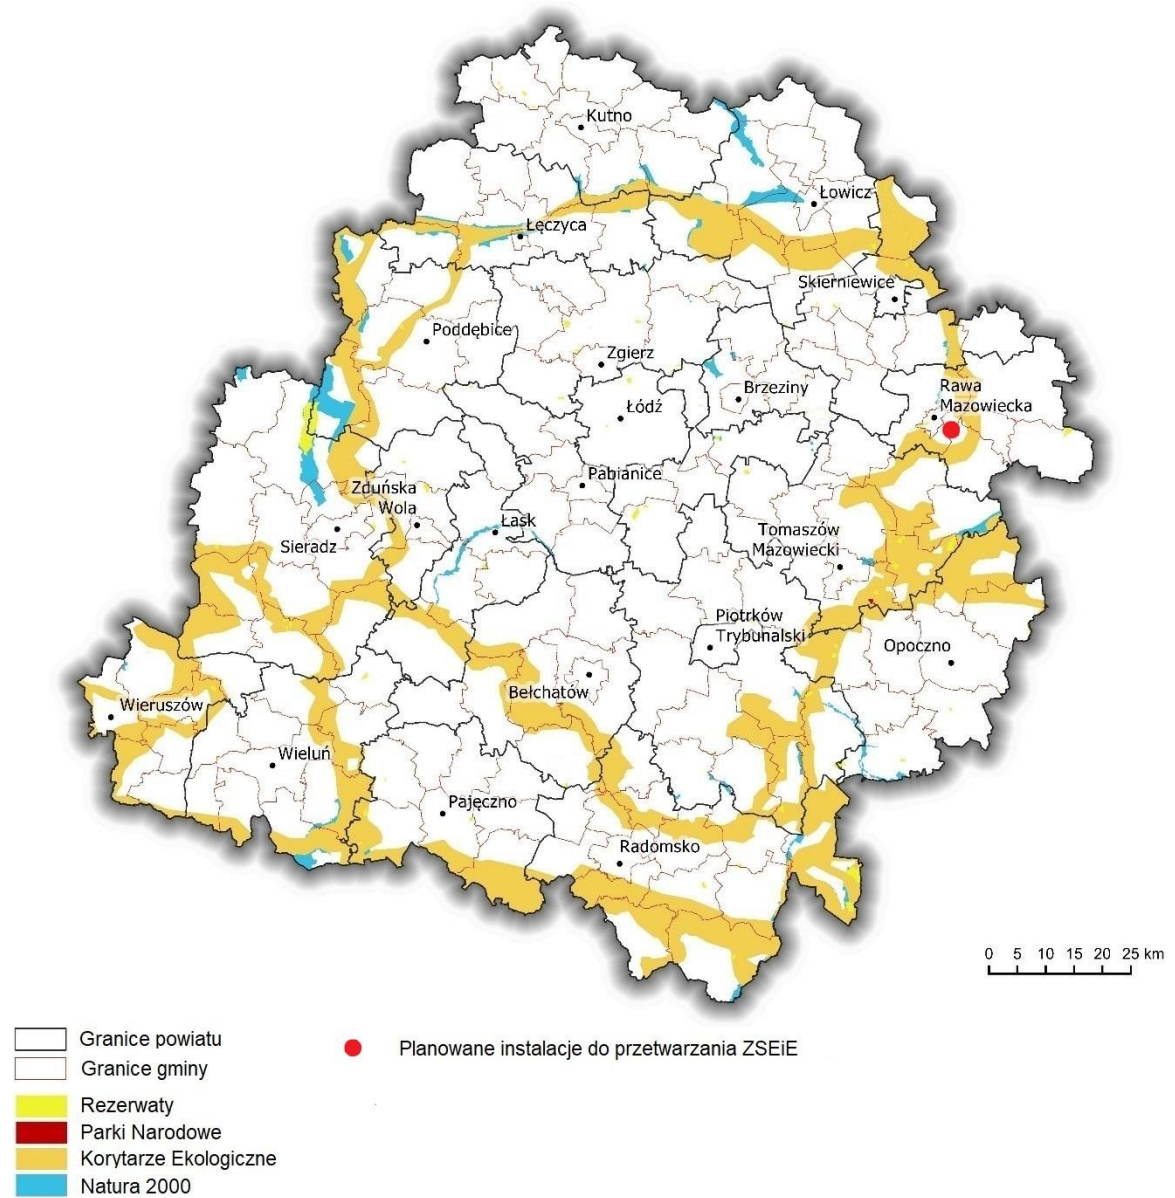 Kutno
Łowicz
Łęczyca
Skierniewice
Poddębice
Zgierz
Rawa
Mazowiecka
Brzeziny
Łódź
Pabianice
Zduńska
Wola
Łask
Sieradz
Tomaszów
Mazowiecki
Piotrków
Trybunalski
Opoczno
Bełchatów
Wieruszów
Wieluń
Pajęczno
Radomsko
0 5 10 15 20 25 km
Granice powiatu
Granice gminy
Rezerwaty
Parki Narodowe
Korytarze Ekologiczne
Natura 2000
Planowane instalacje do przetwarzania ZSEiE